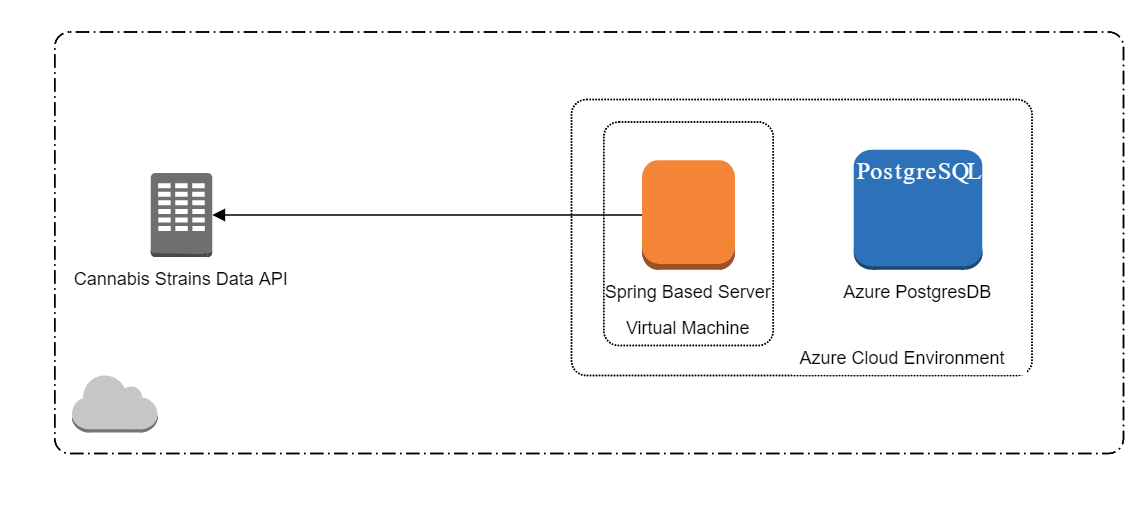 PostgreSQL
Cannabis Strains Data API
Spring Based Server
Azure PostgresDB
Virtual Machine
Azure Cloud Environment